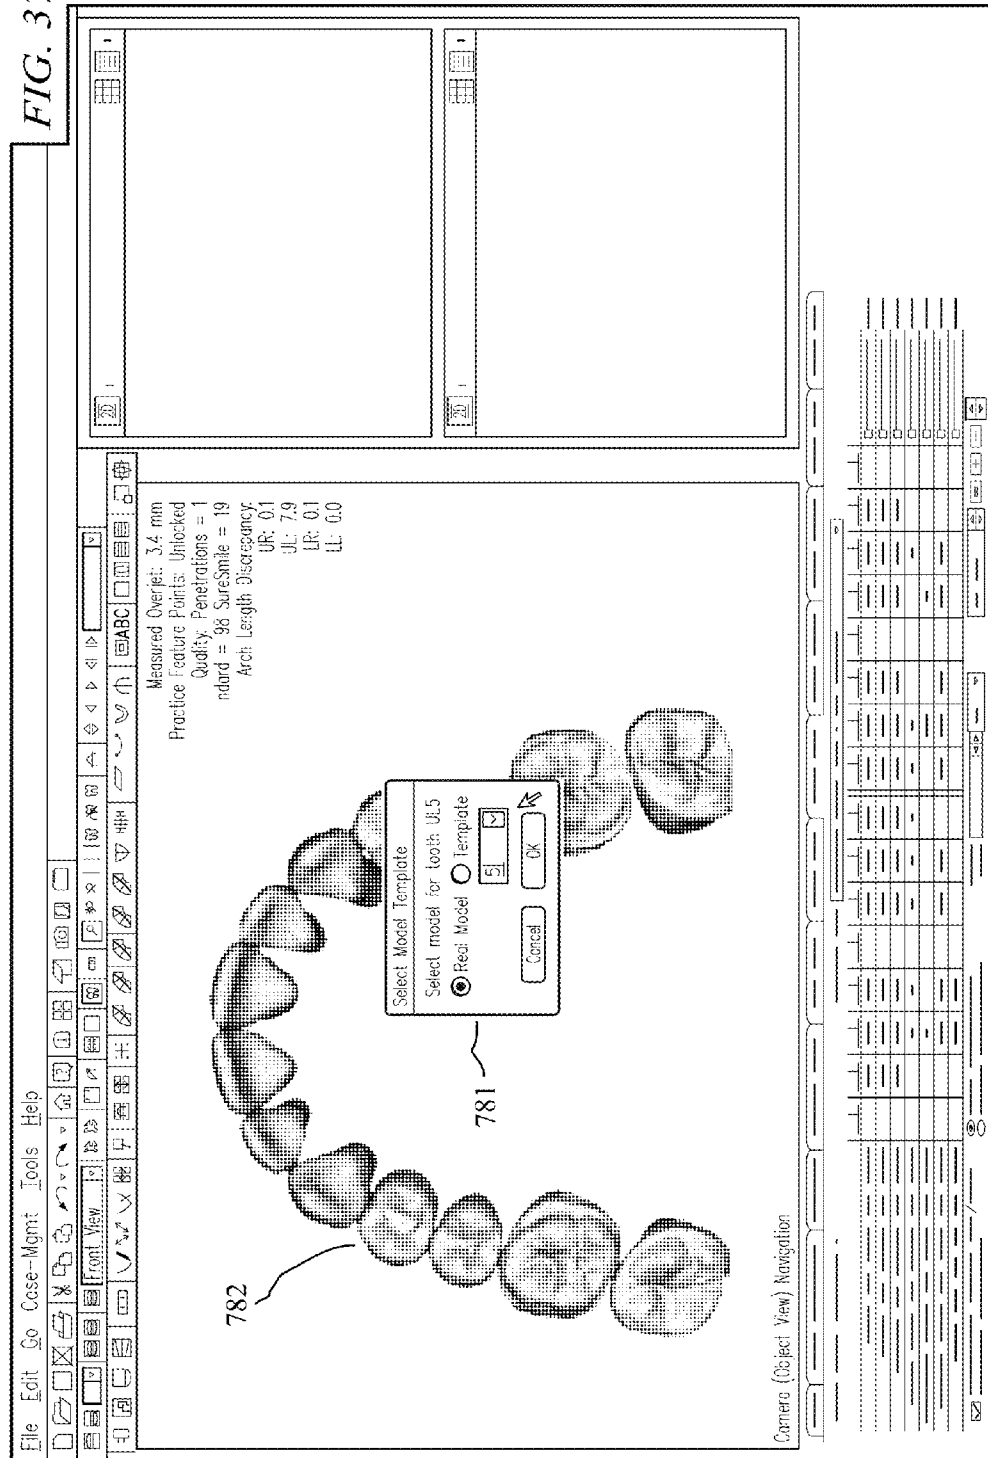 FIG. 3
File Edit Go Case-Mgmt Tools Help
Front View
ABC
2D
2D
Measured Overjet: 3.4 mm
Practice Feature Points: Unlocked
Quality: Penetrations = 1
ndard = 98 SureSmile = 19
Arch Length Discrepancy:
UR: 0.1
UL: 7.9
LR: 0.1
LL: 0.0
782
781
Select Model Template
Select model for tooth UL5
Real Model Template
5
Cancel OK
Camera (Object View) Navigation